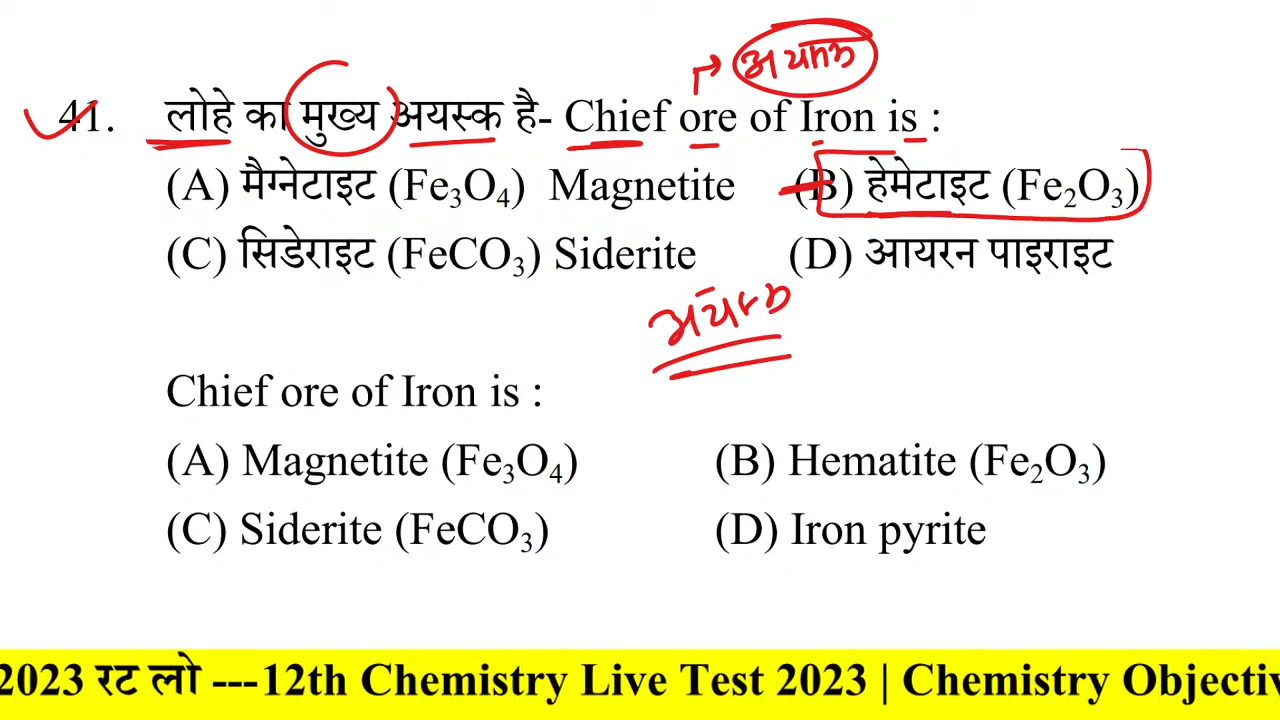 अयस्क
41. लोहे का मुख्य अयस्क है- Chief ore of Iron is :
(A) मैग्नेटाइट (Fe₃O₄) Magnetite (B) हेमेटाइट (Fe₂O₃)
(C) सिडेराइट (FeCO₃) Siderite (D) आयरन पाइराइट
अयस्क
Chief ore of Iron is :
(A) Magnetite (Fe₃O₄) (B) Hematite (Fe₂O₃)
(C) Siderite (FeCO₃) (D) Iron pyrite
2023 रट लो ---12th Chemistry Live Test 2023 | Chemistry Objectiv